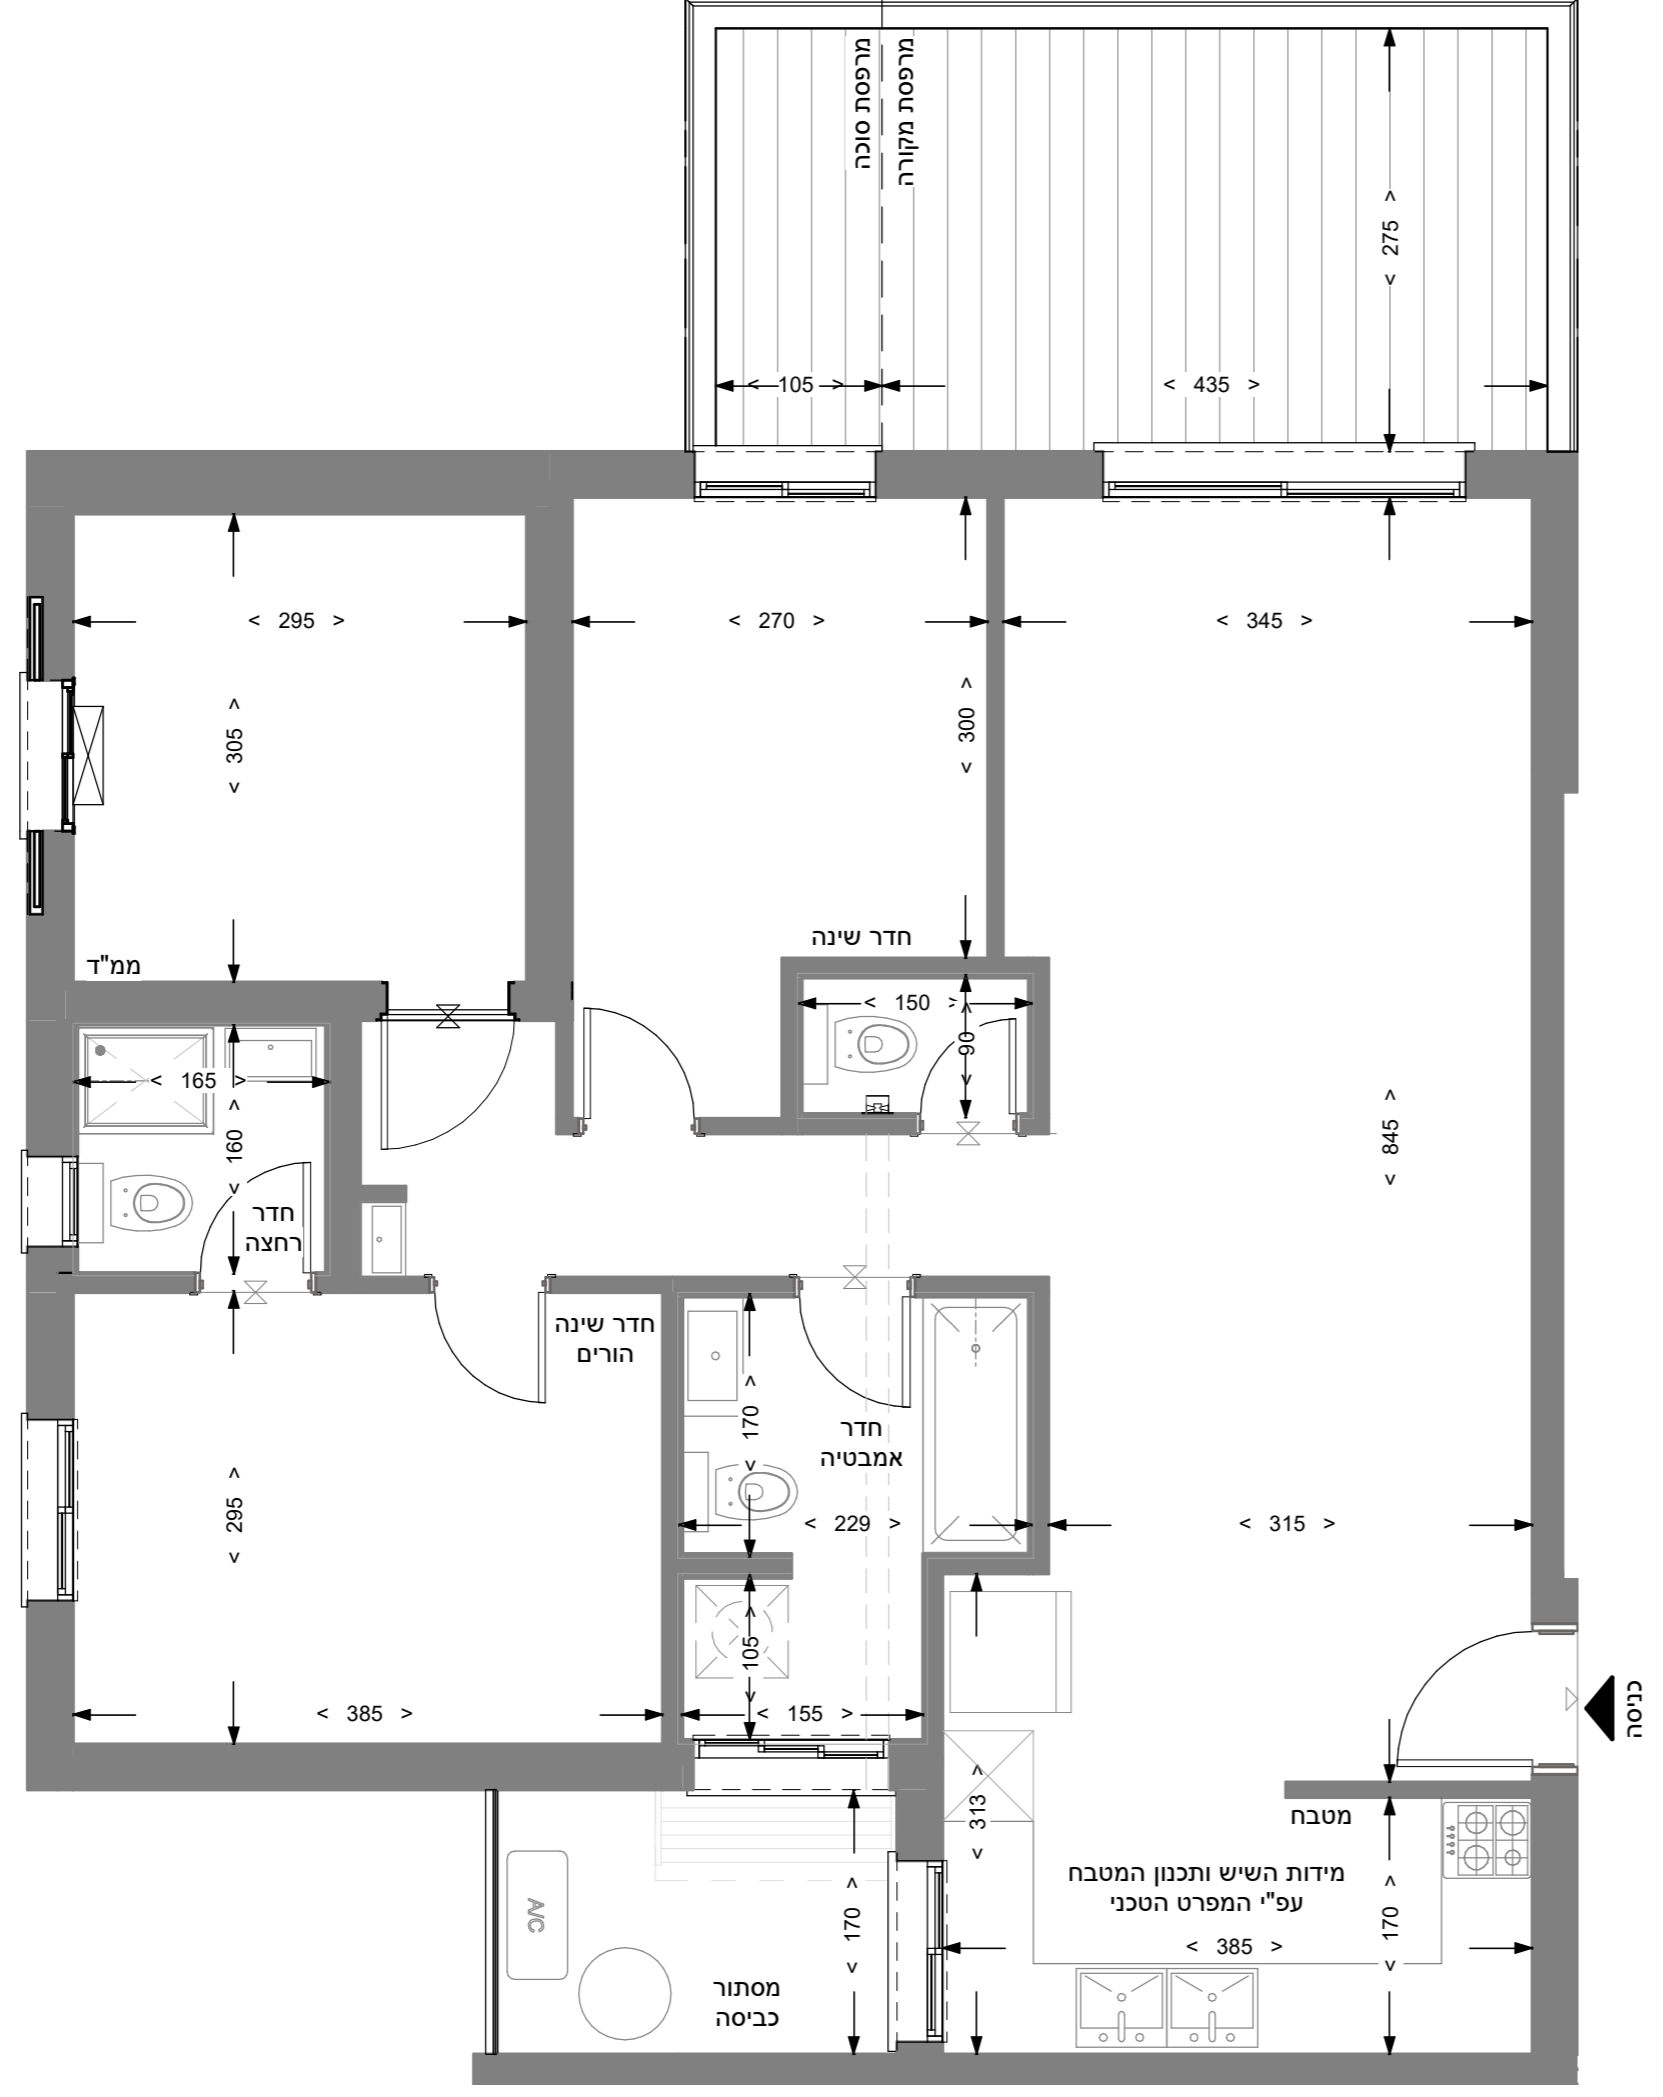 מרפסת סוכה
מרפסת מקורה
< 275 >
< 105 >
< 435 >
< 295 >
< 270 >
< 345 >
< 305 >
< 300 >
חדר שינה
ממ"ד
< 150 >
< 90 >
< 165 >
< 160 >
< 845 >
חדר
רחצה
חדר שינה
הורים
< 170 >
חדר
אמבטיה
< 295 >
< 229 >
< 315 >
< 105 >
< 385 >
< 155 >
כניסה
< 313 >
מטבח
מידות השיש ותכנון המטבח
עפ"י המפרט הטכני
A/C
< 170 >
< 170 >
< 385 >
מסתור
כביסה